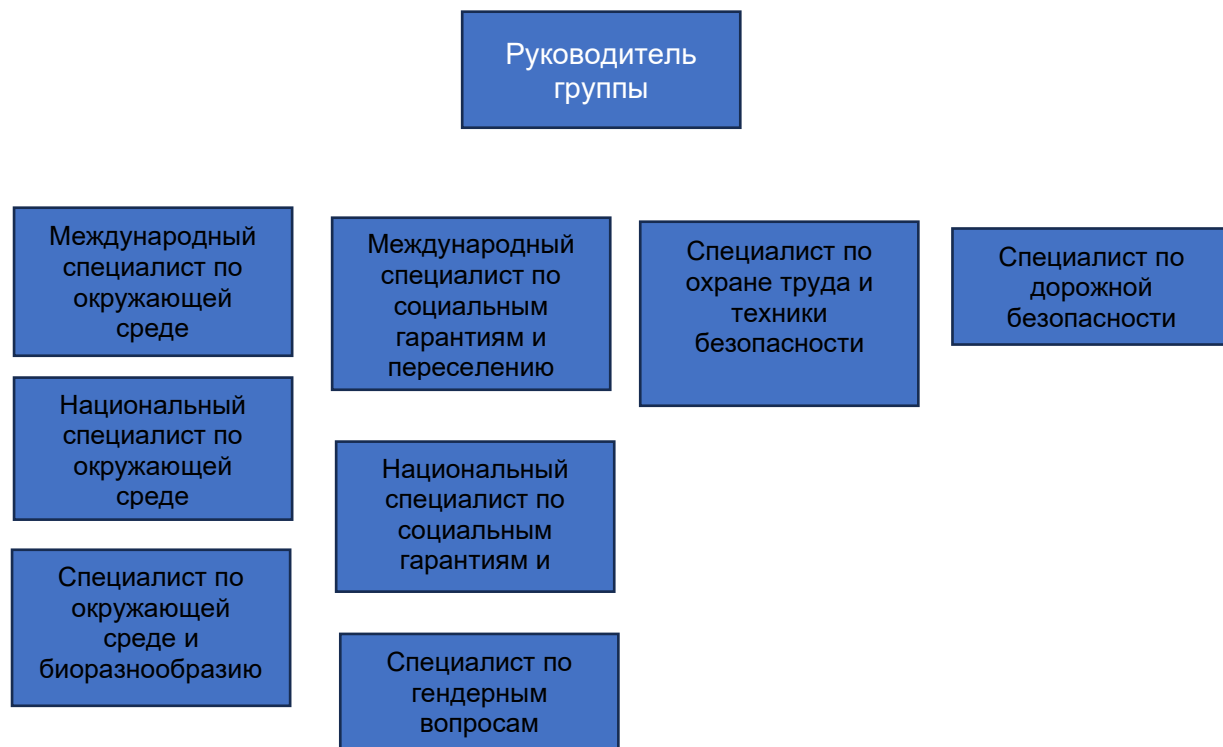 Руководитель
группы
Международный
специалист по
окружающей
среде
Национальный
специалист по
окружающей
среде
Специалист по
окружающей
среде и
биоразнообразию
Международный
специалист по
социальным
гарантиям и
переселению
Национальный
специалист по
социальным
гарантиям и
Специалист по
гендерным
вопросам
Специалист по
охране труда и
техники
безопасности
Специалист по
дорожной
безопасности